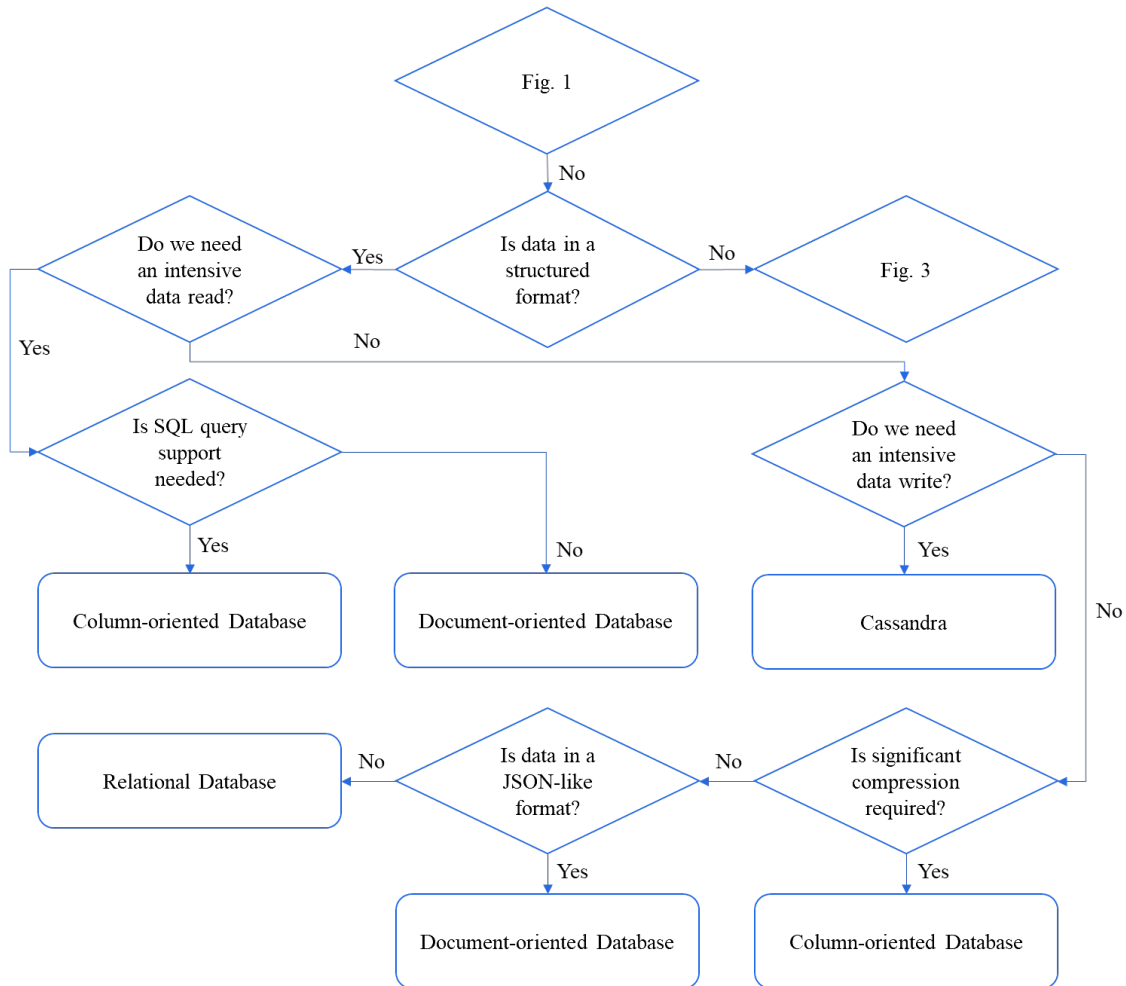 Fig. 1
No
Do we need
an intensive
data read?
Yes
Is data in a
structured
format?
No
Fig. 3
Yes
No
Is SQL query
support
needed?
Do we need
an intensive
data write?
Yes
No
Yes
No
Column-oriented Database
Document-oriented Database
Cassandra
Relational Database
No
Is data in a
JSON-like
format?
No
Is significant
compression
required?
Yes
Yes
Document-oriented Database
Column-oriented Database